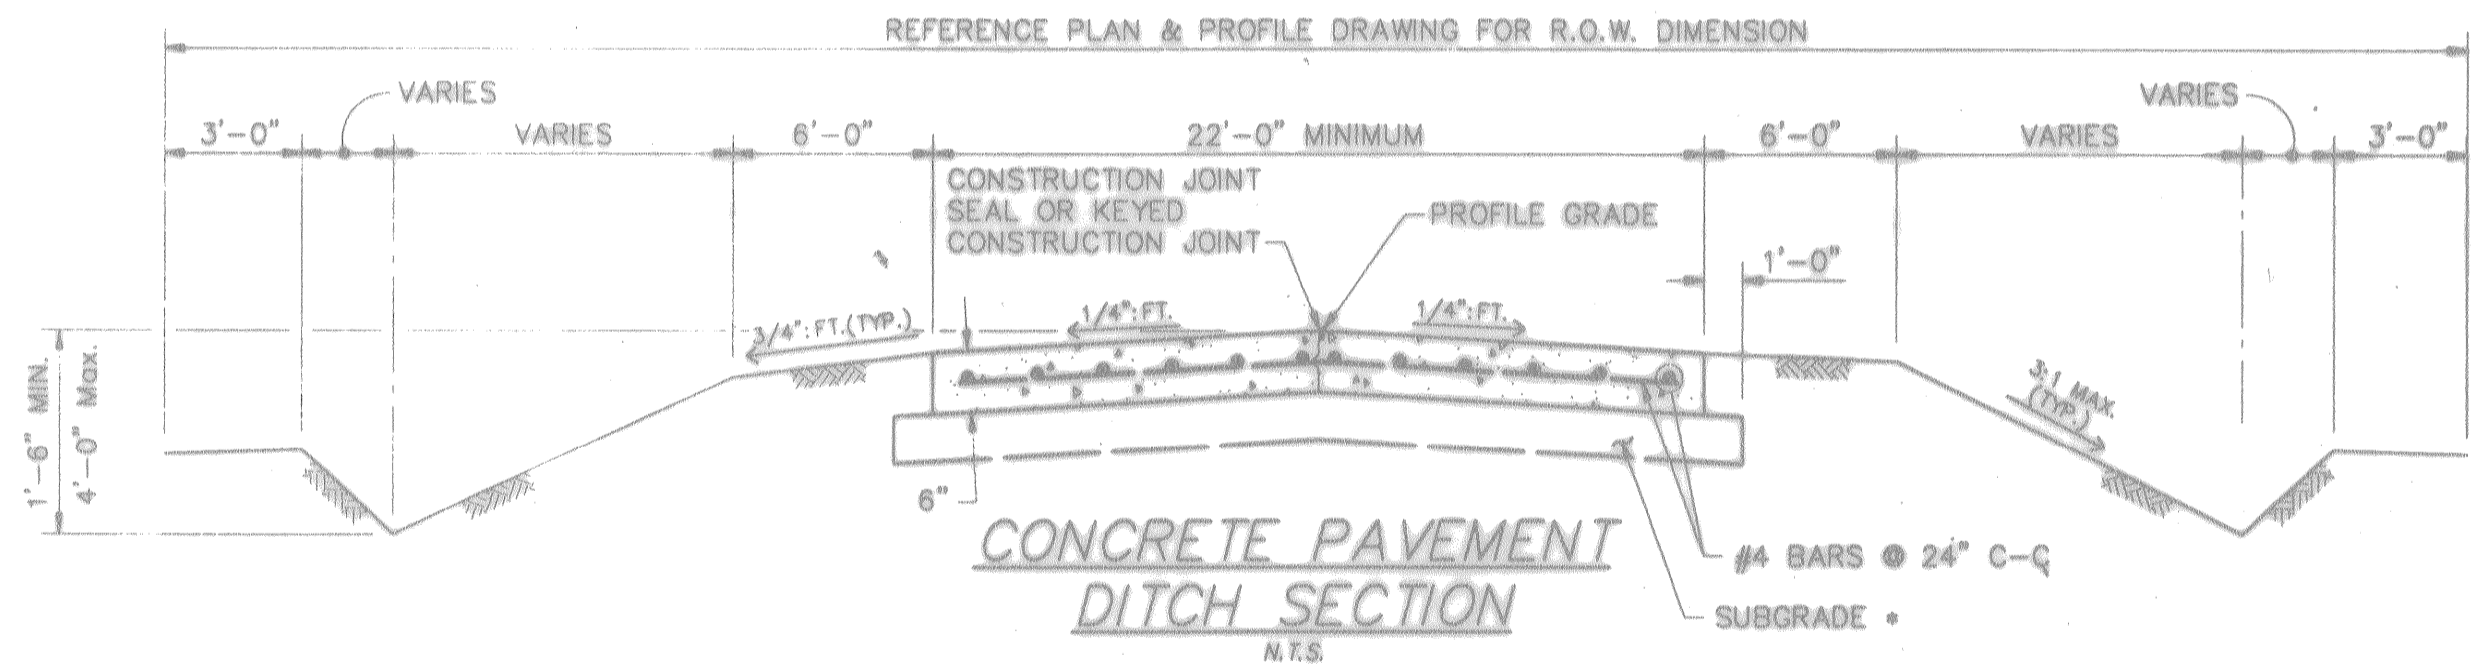 REFERENCE PLAN & PROFILE DRAWING FOR R.O.W. DIMENSION
VARIES
VARIES
3'-0"
VARIES
6'-0"
22'-0" MINIMUM
6'-0"
VARIES
3'-0"
CONSTRUCTION JOINT
SEAL OR KEYED
CONSTRUCTION JOINT
PROFILE GRADE
1'-0"
3/4":FT.(TYP.)
1/4":FT.
1/4":FT.
1'-6" MIN.
4'-0" Max.
3:1 MAX.
(TYP.)
6"
CONCRETE PAVEMENT
DITCH SECTION
N.T.S.
#4 BARS @ 24" C-C
SUBGRADE *